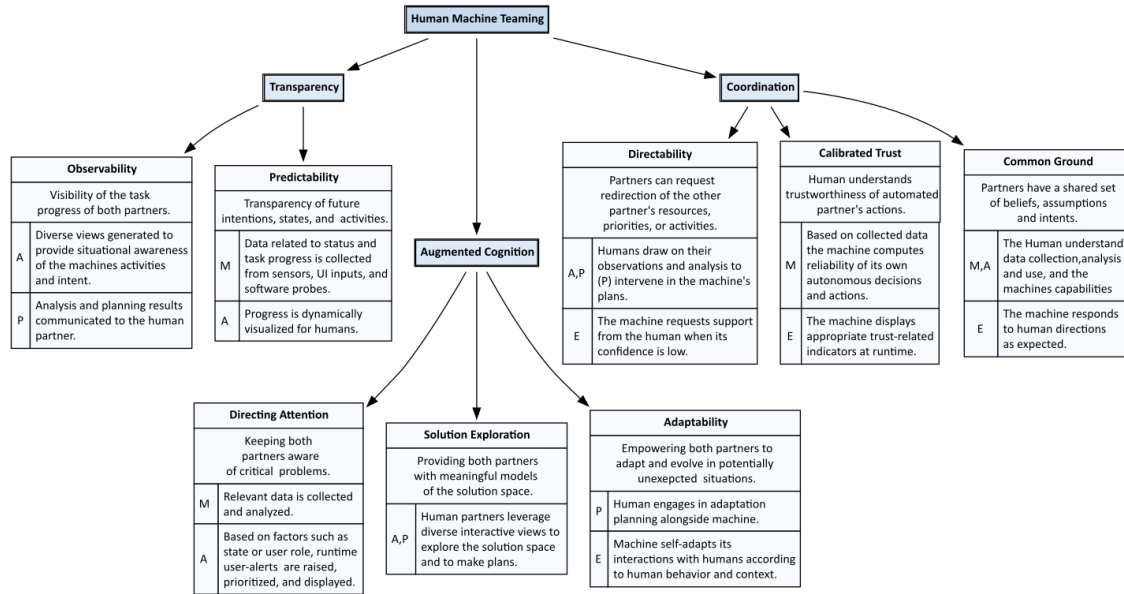 Human Machine Teaming
Transparency
Coordination
Observability
Visibility of the task
progress of both partners.
A
Diverse views generated to
provide situational awareness
of the machines activities
and intent.
P
Analysis and planning results
communicated to the human
partner.
Predictability
Transparency of future
intentions, states, and activities.
M
Data related to status and
task progress is collected
from sensors, UI inputs, and
software probes.
A
Progress is dynamically
visualized for humans.
Augmented Cognition
Directability
Partners can request
redirection of the other
partner's resources,
priorities, or activities.
A,P
Humans draw on their
observations and analysis to
(P) intervene in the machine's
plans.
E
The machine requests support
from the human when its
confidence is low.
Calibrated Trust
Human understands
trustworthiness of automated
partner's actions.
M
Based on collected data
the machine computes
reliability of its own
autonomous decisions
and actions.
E
The machine displays
appropriate trust-related
indicators at runtime.
Common Ground
Partners have a shared set
of beliefs, assumptions
and intents.
M,A
The Human understand
data collection,analysis
and use, and the
machines capabilities
E
The machine responds
to human directions
as expected.
Directing Attention
Keeping both
partners aware
of critical problems.
M
Relevant data is collected
and analyzed.
A
Based on factors such as
state or user role, runtime
user-alerts are raised,
prioritized, and displayed.
Solution Exploration
Providing both partners
with meaningful models
of the solution space.
A,P
Human partners leverage
diverse interactive views to
explore the solution space
and to make plans.
Adaptability
Empowering both partners to
adapt and evolve in potentially
unexepcted situations.
P
Human engages in adaptation
planning alongside machine.
E
Machine self-adapts its
interactions with humans according
to human behavior and context.